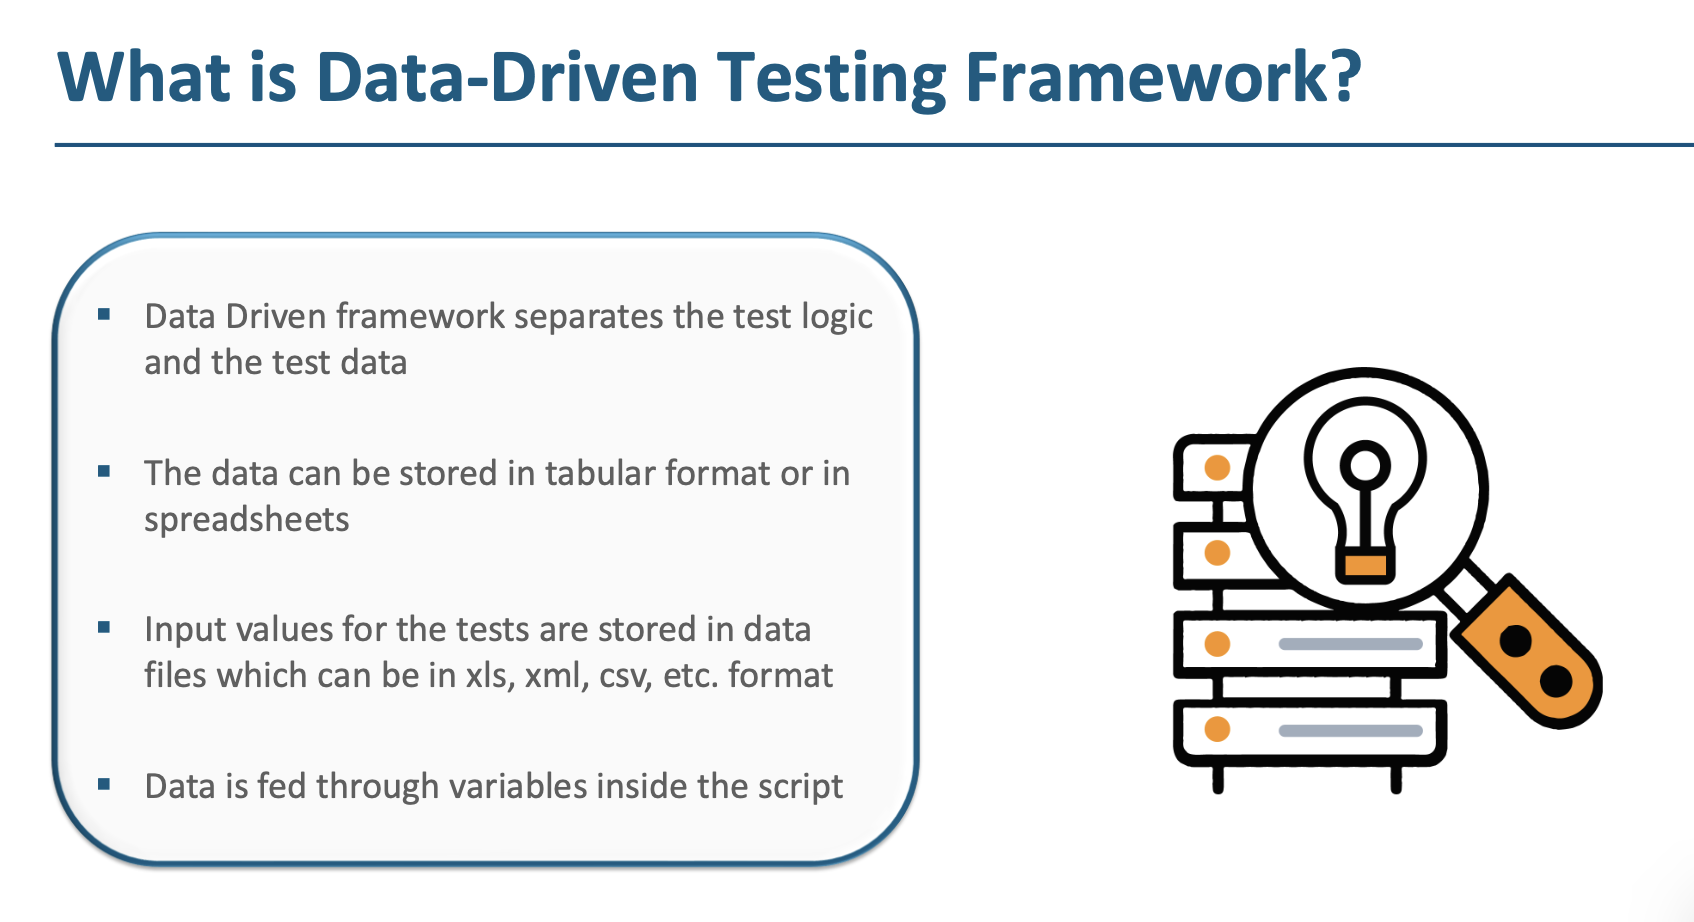 What is Data-Driven Testing Framework?
Data Driven framework separates the test logic
and the test data
The data can be stored in tabular format or in
spreadsheets
Input values for the tests are stored in data
files which can be in xls, xml, csv, etc. format
Data is fed through variables inside the script